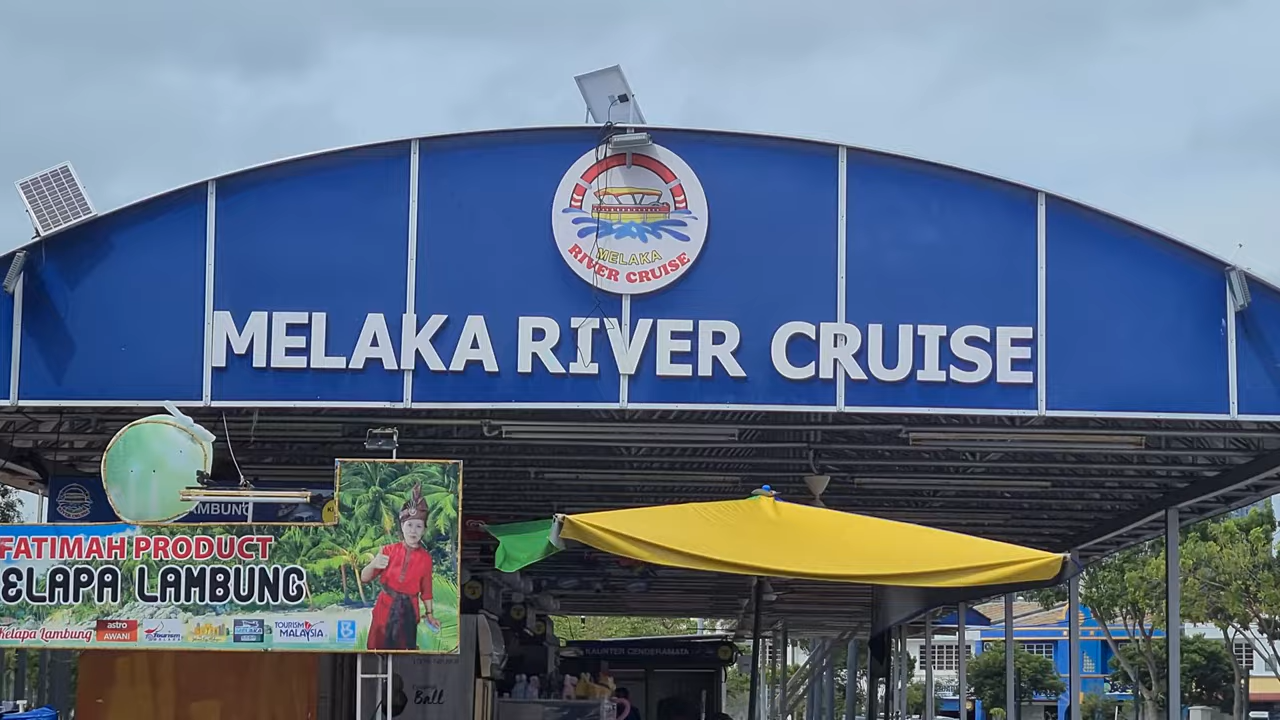 MELAKA
RIVER CRUISE
MELAKA RIVER CRUISE
AMBUNG
FATIMAH PRODUCT
ELAPA LAMBUNG
Kelapa Lambung
astro
AWANI
TOURISM
MALAYSIA
KAUNTER CENDERAMATA
Ball